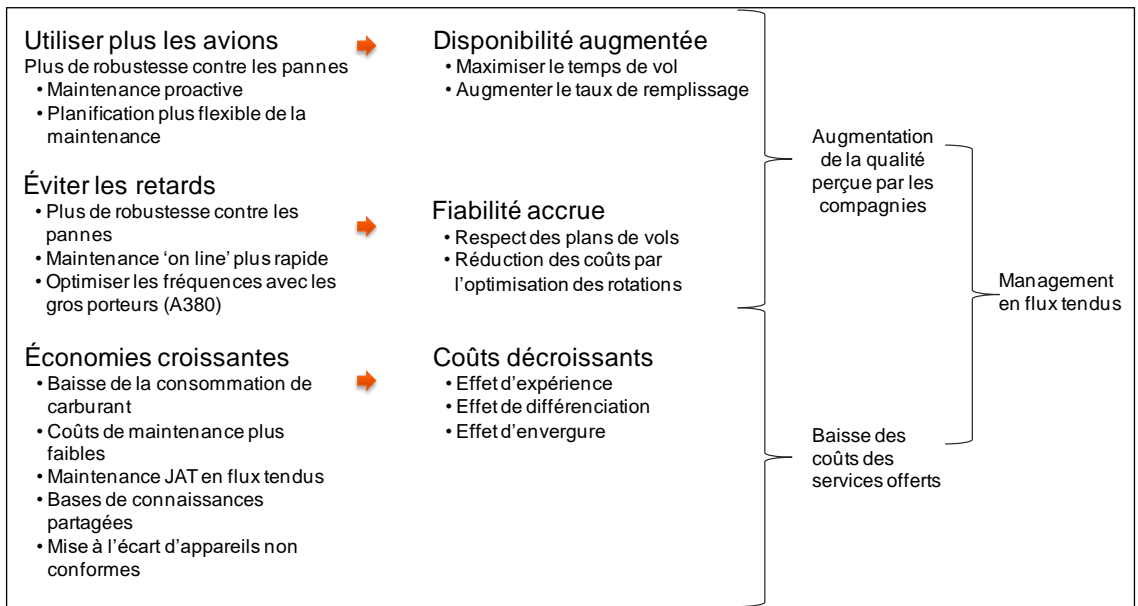 Utiliser plus les avions
Plus de robustesse contre les pannes
• Maintenance proactive
• Planification plus flexible de la
maintenance
Disponibilité augmentée
• Maximiser le temps de vol
• Augmenter le taux de remplissage
Éviter les retards
• Plus de robustesse contre les
pannes
• Maintenance ‘on line’ plus rapide
• Optimiser les fréquences avec les
gros porteurs (A380)
Fiabilité accrue
• Respect des plans de vols
• Réduction des coûts par
l’optimisation des rotations
Économies croissantes
• Baisse de la consommation de
carburant
• Coûts de maintenance plus
faibles
• Maintenance JAT en flux tendus
• Bases de connaissances
partagées
• Mise à l’écart d’appareils non
conformes
Coûts décroissants
• Effet d’expérience
• Effet de différenciation
• Effet d’envergure
Augmentation
de la qualité
perçue par les
compagnies
Baisse des
coûts des
services offerts
Management
en flux tendus